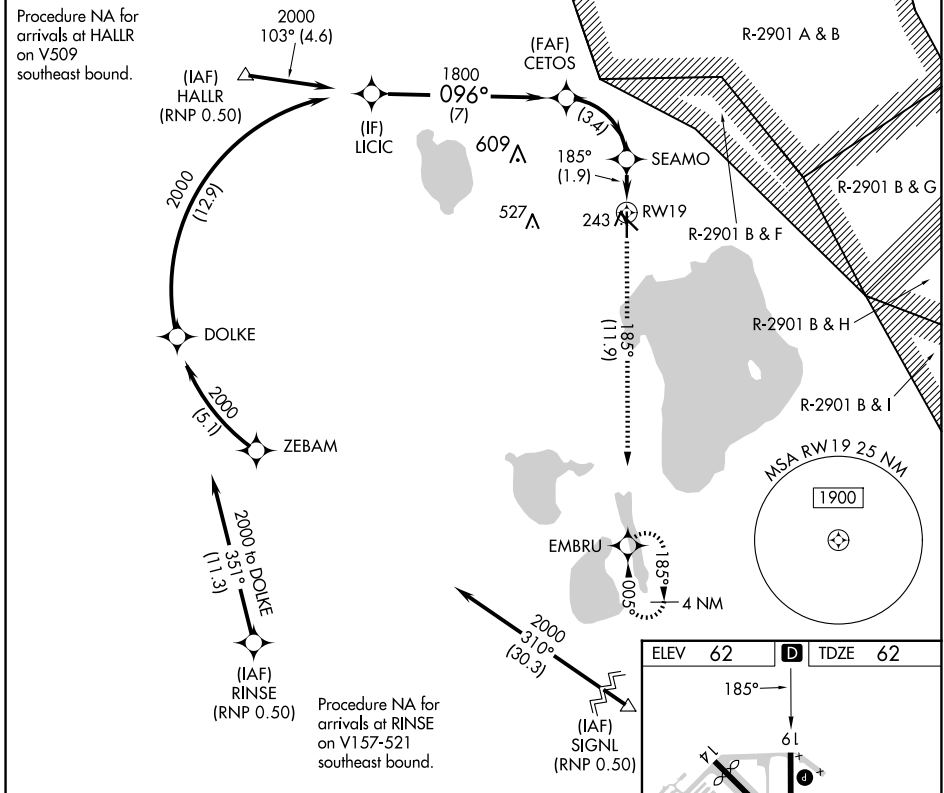 Procedure NA for
arrivals at HALLR
on V509
southeast bound.
2000
103° (4.6)
(IAF)
HALLR
(RNP 0.50)
(IF)
LICIC
1800
096°
(7)
(FAF)
CETOS
(3.4)
R-2901 A & B
609
185°
(1.9)
SEAMO
527
243
RW19
R-2901 B & G
R-2901 B & F
2000
(12.9)
185°
(11.9)
R-2901 B & H
DOLKE
R-2901 B & I
2000
(5.1)
ZEBAM
MSA RW19 25 NM
1900
2000 to DOLKE
351°
(11.3)
EMBRU
185°
005°
4 NM
2000
310°
(30.3)
(IAF)
RINSE
(RNP 0.50)
Procedure NA for
arrivals at RINSE
on V157-521
southeast bound.
(IAF)
SIGNL
(RNP 0.50)
ELEV 62
D
TDZE 62
185°
19
14
P